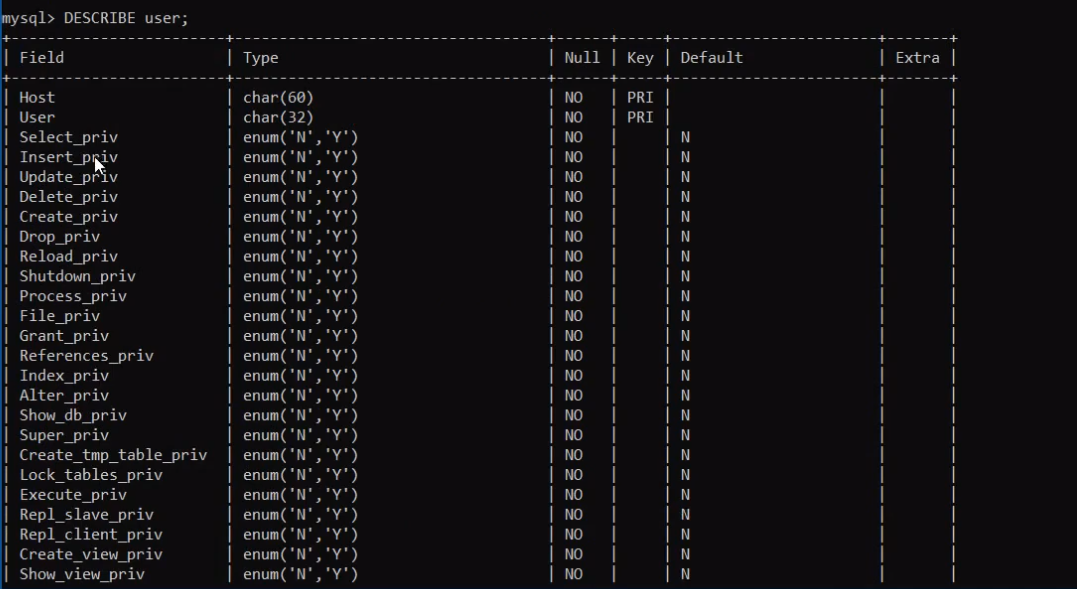 mysql> DESCRIBE user;
+------------------------+-----------------------------------+------+-----+-----------------------+-------+
| Field                  | Type                              | Null | Key | Default               | Extra |
+------------------------+-----------------------------------+------+-----+-----------------------+-------+
| Host                   | char(60)                          | NO   | PRI |                       |       |
| User                   | char(32)                          | NO   | PRI |                       |       |
| Select_priv            | enum('N','Y')                     | NO   |     | N                     |       |
| Insert_priv            | enum('N','Y')                     | NO   |     | N                     |       |
| Update_priv            | enum('N','Y')                     | NO   |     | N                     |       |
| Delete_priv            | enum('N','Y')                     | NO   |     | N                     |       |
| Create_priv            | enum('N','Y')                     | NO   |     | N                     |       |
| Drop_priv              | enum('N','Y')                     | NO   |     | N                     |       |
| Reload_priv            | enum('N','Y')                     | NO   |     | N                     |       |
| Shutdown_priv          | enum('N','Y')                     | NO   |     | N                     |       |
| Process_priv           | enum('N','Y')                     | NO   |     | N                     |       |
| File_priv              | enum('N','Y')                     | NO   |     | N                     |       |
| Grant_priv             | enum('N','Y')                     | NO   |     | N                     |       |
| References_priv        | enum('N','Y')                     | NO   |     | N                     |       |
| Index_priv             | enum('N','Y')                     | NO   |     | N                     |       |
| Alter_priv             | enum('N','Y')                     | NO   |     | N                     |       |
| Show_db_priv           | enum('N','Y')                     | NO   |     | N                     |       |
| Super_priv             | enum('N','Y')                     | NO   |     | N                     |       |
| Create_tmp_table_priv  | enum('N','Y')                     | NO   |     | N                     |       |
| Lock_tables_priv       | enum('N','Y')                     | NO   |     | N                     |       |
| Execute_priv           | enum('N','Y')                     | NO   |     | N                     |       |
| Repl_slave_priv        | enum('N','Y')                     | NO   |     | N                     |       |
| Repl_client_priv       | enum('N','Y')                     | NO   |     | N                     |       |
| Create_view_priv       | enum('N','Y')                     | NO   |     | N                     |       |
| Show_view_priv         | enum('N','Y')                     | NO   |     | N                     |       |